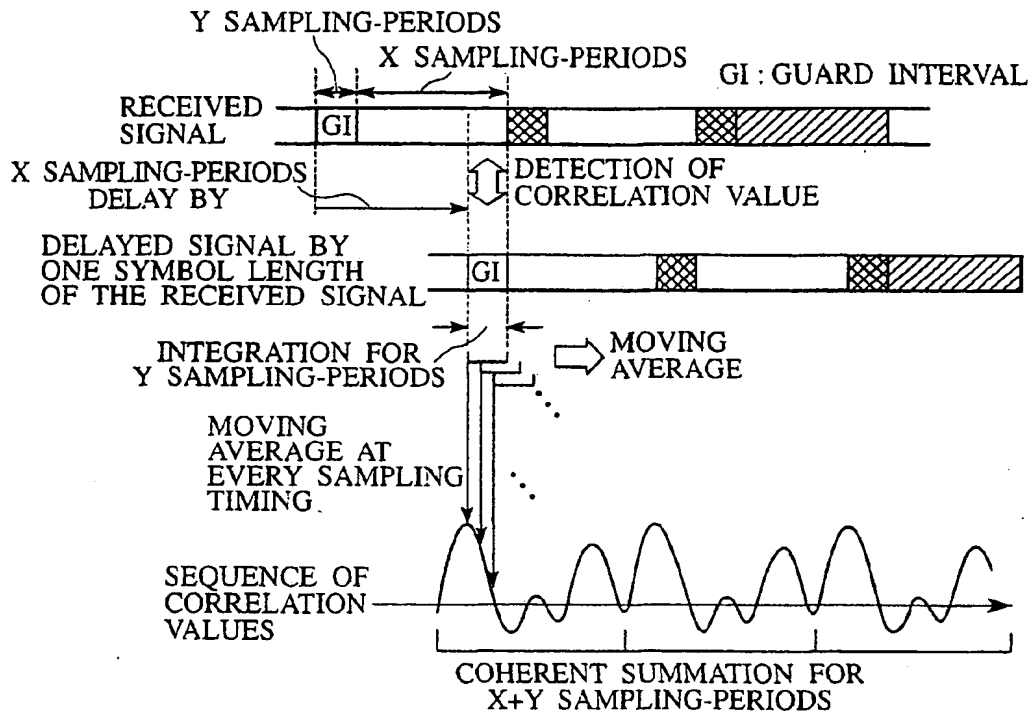 Y SAMPLING-PERIODS
X SAMPLING-PERIODS
GI : GUARD INTERVAL
RECEIVED
SIGNAL
GI
X SAMPLING-PERIODS
DELAY BY
DETECTION OF
CORRELATION VALUE
DELAYED SIGNAL BY
ONE SYMBOL LENGTH
OF THE RECEIVED SIGNAL
GI
INTEGRATION FOR
Y SAMPLING-PERIODS
MOVING
AVERAGE
MOVING
AVERAGE AT
EVERY SAMPLING
TIMING
SEQUENCE OF
CORRELATION
VALUES
COHERENT SUMMATION FOR
X+Y SAMPLING-PERIODS